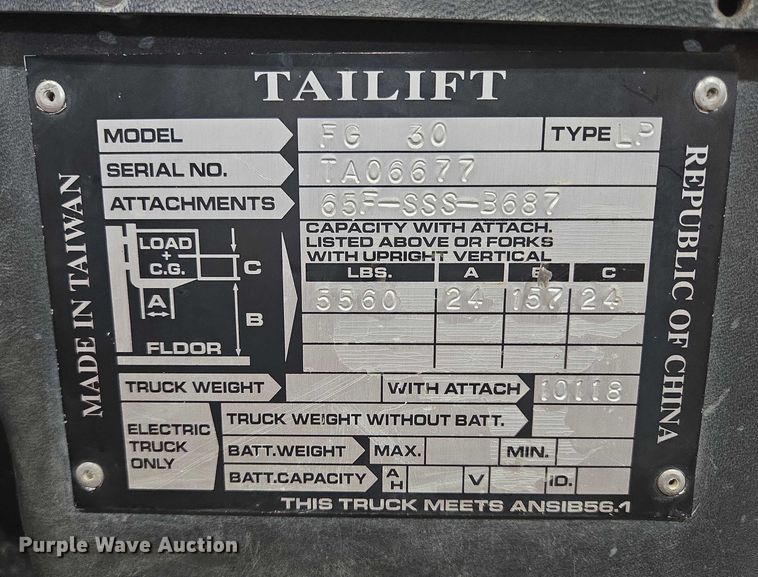 TAILIFT
MADE IN TAIWAN
REPUBLIC OF CHINA
MODEL FG 30 TYPE LP
SERIAL NO. TA06677
ATTACHMENTS 65F-SSS-B687
CAPACITY WITH ATTACH.
LISTED ABOVE OR FORKS
WITH UPRIGHT VERTICAL
LBS. A B C
5560 24 157 24
LOAD
+
C.G.
A
C
B
FLDOR
TRUCK WEIGHT WITH ATTACH 10118
ELECTRIC
TRUCK
ONLY
TRUCK WEIGHT WITHOUT BATT.
BATT.WEIGHT MAX. MIN.
BATT.CAPACITY AH V iD.
THIS TRUCK MEETS ANSIB56.1
Purple Wave Auction